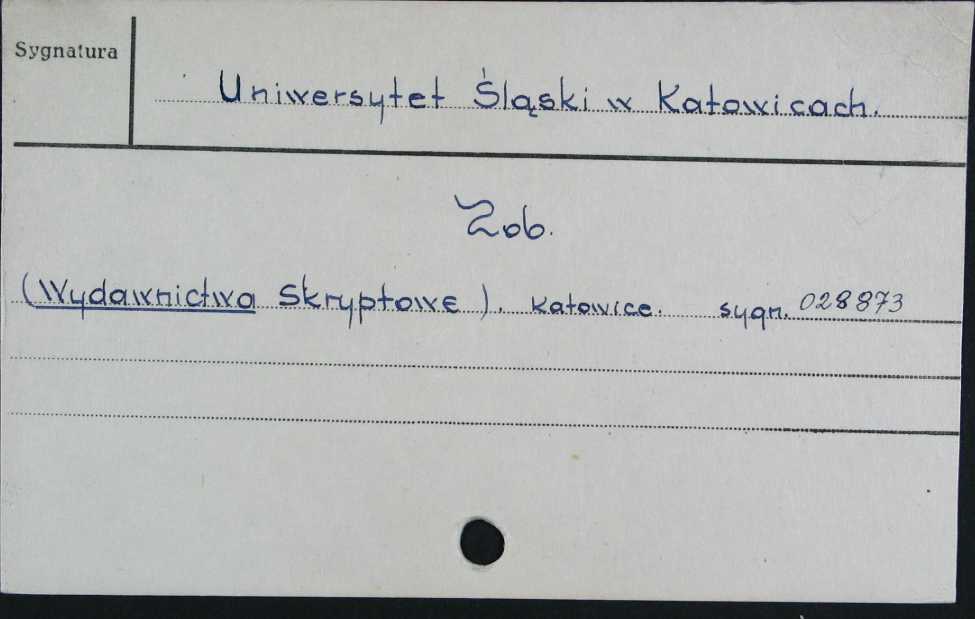 Sygnatura
Uniwersytet Śląski w Katowicach.
Zob.
(Wydawnictwa Skryptowe). Katowice. sygn. 028873